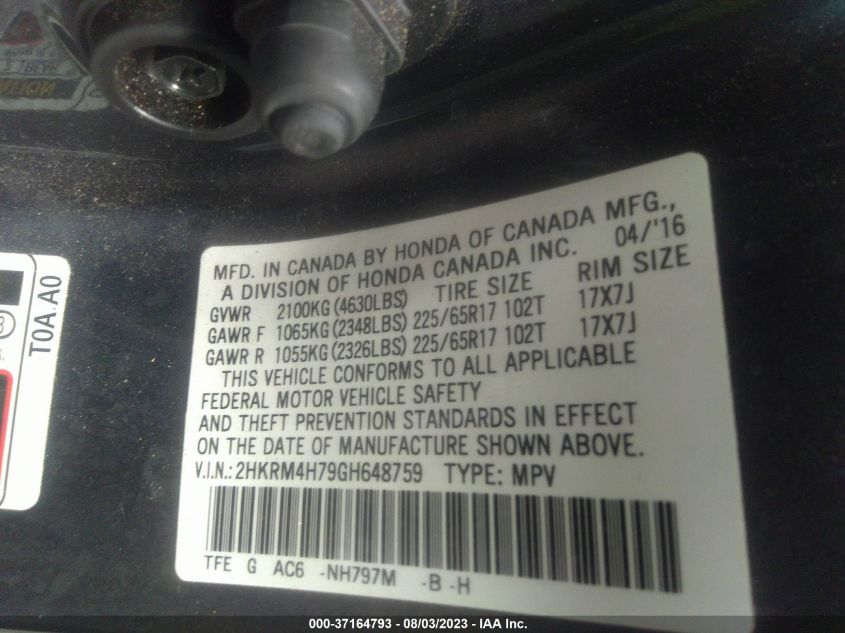 MFD. IN CANADA BY HONDA OF CANADA MFG.,
A DIVISION OF HONDA CANADA INC. 04/'16
GVWR 2100KG (4630LBS) TIRE SIZE RIM SIZE
GAWR F 1065KG (2348LBS) 225/65R17 102T 17X7J
GAWR R 1055KG (2326LBS) 225/65R17 102T 17X7J
THIS VEHICLE CONFORMS TO ALL APPLICABLE
FEDERAL MOTOR VEHICLE SAFETY
AND THEFT PREVENTION STANDARDS IN EFFECT
ON THE DATE OF MANUFACTURE SHOWN ABOVE.
V.I.N.: 2HKRM4H79GH648759 TYPE: MPV
TFE G AC6 -NH797M -B -H
T0A.A0
000-37164793 - 08/03/2023 - IAA Inc.